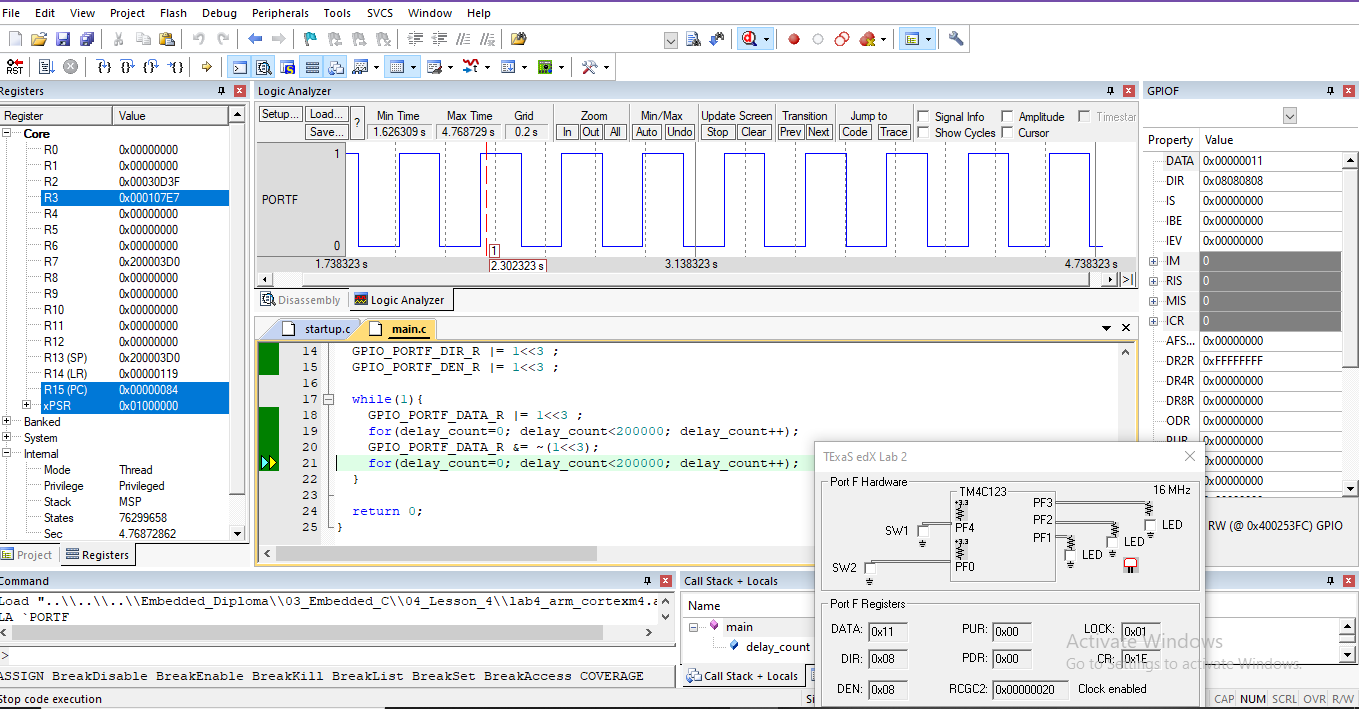 File Edit View Project Flash Debug Peripherals Tools SVCS Window Help
Registers
Register Value
Core
R0 0x00000000
R1 0x00000000
R2 0x00030D3F
R3 0x000107E7
R4 0x00000000
R5 0x00000000
R6 0x00000000
R7 0x200003D0
R8 0x00000000
R9 0x00000000
R10 0x00000000
R11 0x00000000
R12 0x00000000
R13 (SP) 0x200003D0
R14 (LR) 0x00000119
R15 (PC) 0x00000084
xPSR 0x01000000
Banked
System
Internal
Mode Thread
Privilege Privileged
Stack MSP
States 76299658
Sec 4.76872862
Project Registers
Logic Analyzer
Setup... Load... Save... ?
Min Time Max Time Grid Zoom Min/Max Update Screen Transition Jump to
1.626309 s 4.768729 s 0.2 s In Out All Auto Undo Stop Clear Prev Next Code Trace
Signal Info Amplitude Timestar
Show Cycles Cursor
1
PORTF
0
1
1.738323 s 2.302323 s 3.138323 s 4.738323 s
Disassembly Logic Analyzer
startup.c main.c
14 GPIO_PORTF_DIR_R |= 1<<3 ;
15 GPIO_PORTF_DEN_R |= 1<<3 ;
16
17 while(1){
18 GPIO_PORTF_DATA_R |= 1<<3 ;
19 for(delay_count=0; delay_count<200000; delay_count++);
20 GPIO_PORTF_DATA_R &= ~(1<<3);
21 for(delay_count=0; delay_count<200000; delay_count++);
22 }
23
24 return 0;
25 }
GPIOF
Property Value
DATA 0x00000011
DIR 0x08080808
IS 0x00000000
IBE 0x00000000
IEV 0x00000000
IM 0
RIS 0
MIS 0
ICR 0
AFS... 0x00000000
DR2R 0xFFFFFFFF
DR4R 0x00000000
DR8R 0x00000000
ODR 0x00000000
PUR 0x00000000
0x00000000
0x00000000
RW (@ 0x400253FC) GPIO
TExaS edX Lab 2
Port F Hardware
TM4C123
16 MHz
+3.3
PF3
PF2
LED
SW1
PF4
PF1
LED
+3.3
LED
SW2
PF0
Port F Registers
DATA: 0x11 PUR: 0x00 LOCK: 0x01
DIR: 0x08 PDR: 0x00 CR: 0x1E
DEN: 0x08 RCGC2: 0x00000020 Clock enabled
Activate Windows
Go to Settings to activate Windows.
Command
Load "..\\..\\..\\Embedded_Diploma\\03_Embedded_C\\04_Lesson_4\\lab4_arm_cortexm4.a
LA `PORTF
>
ASSIGN BreakDisable BreakEnable BreakKill BreakList BreakSet BreakAccess COVERAGE
Call Stack + Locals
Name
main
delay_count
Call Stack + Locals
Stop code execution
CAP NUM SCRL OVR R/W